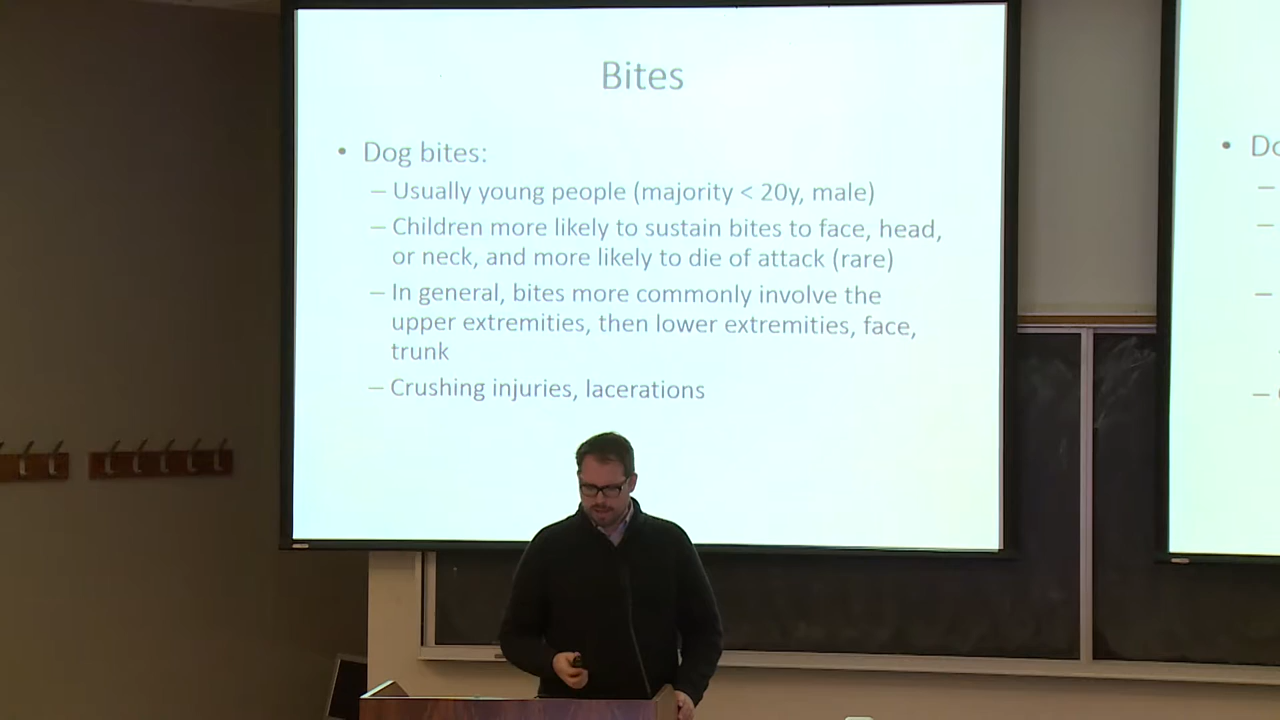 Bites
• Dog bites:
– Usually young people (majority < 20y, male)
– Children more likely to sustain bites to face, head,
or neck, and more likely to die of attack (rare)
– In general, bites more commonly involve the
upper extremities, then lower extremities, face,
trunk
– Crushing injuries, lacerations